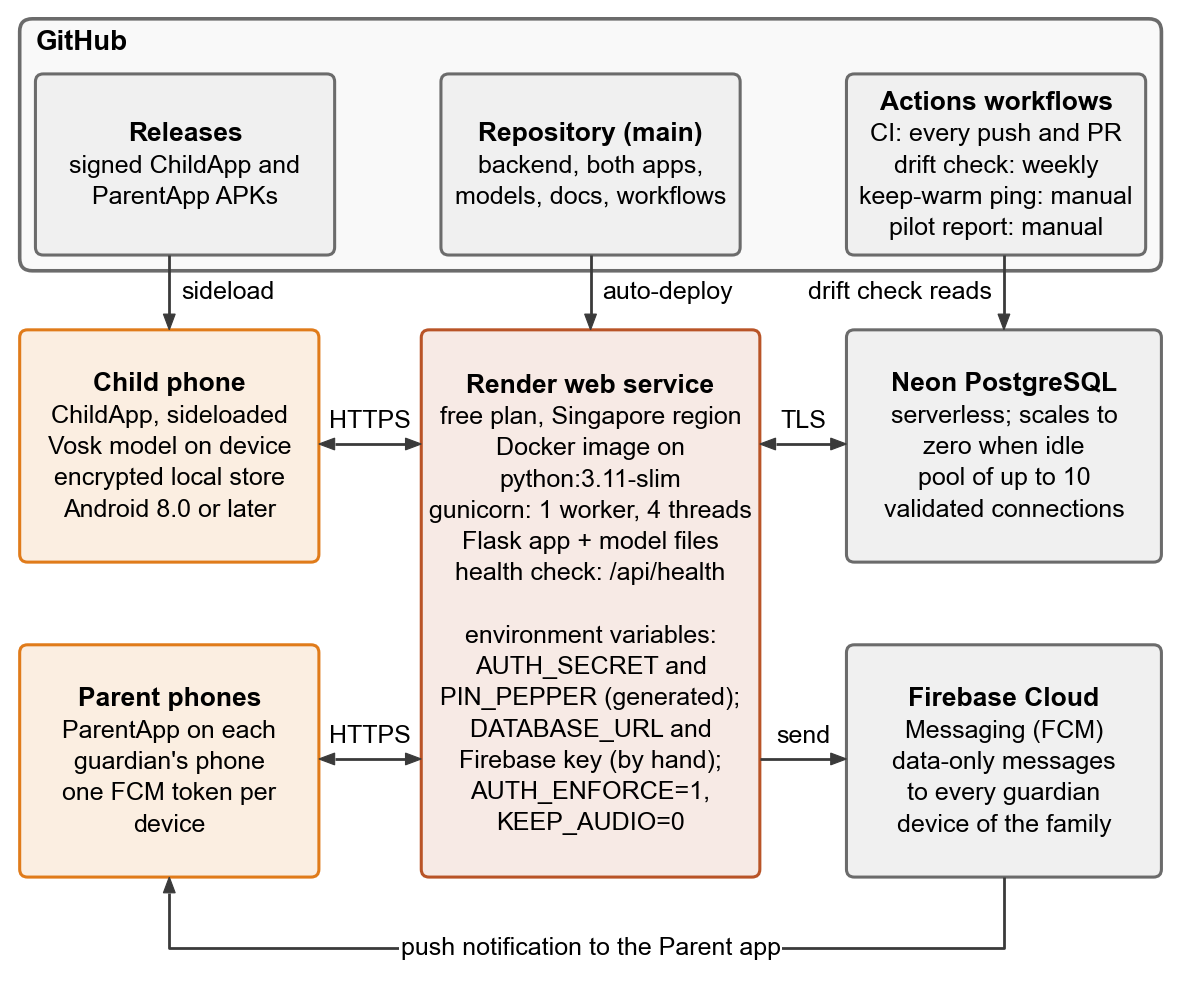 GitHub
Releases
signed ChildApp and
ParentApp APKs
Repository (main)
backend, both apps,
models, docs, workflows
Actions workflows
CI: every push and PR
drift check: weekly
keep-warm ping: manual
pilot report: manual
sideload
auto-deploy
drift check reads
Child phone
ChildApp, sideloaded
Vosk model on device
encrypted local store
Android 8.0 or later
HTTPS
Render web service
free plan, Singapore region
Docker image on
python:3.11-slim
gunicorn: 1 worker, 4 threads
Flask app + model files
health check: /api/health
environment variables:
AUTH_SECRET and
PIN_PEPPER (generated);
DATABASE_URL and
Firebase key (by hand);
AUTH_ENFORCE=1,
KEEP_AUDIO=0
TLS
Neon PostgreSQL
serverless; scales to
zero when idle
pool of up to 10
validated connections
Parent phones
ParentApp on each
guardian's phone
one FCM token per
device
HTTPS
send
Firebase Cloud
Messaging (FCM)
data-only messages
to every guardian
device of the family
push notification to the Parent app